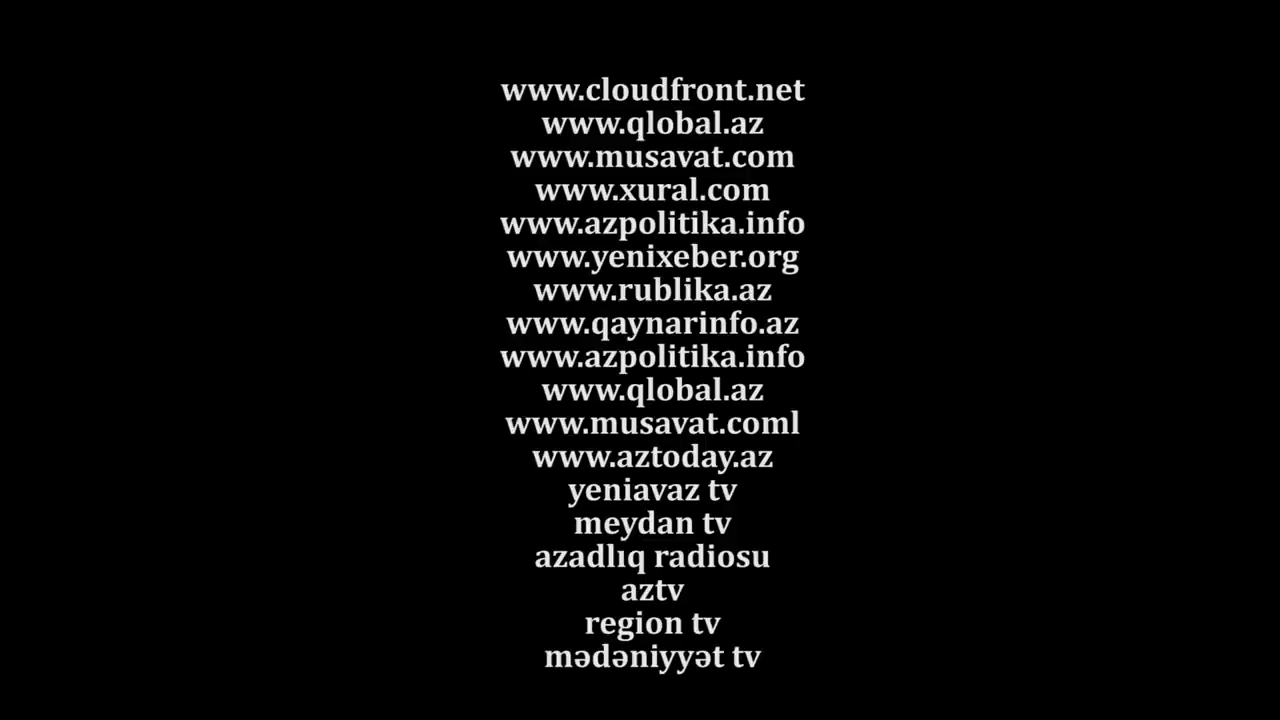 www.cloudfront.net
www.qlobal.az
www.musavat.com
www.xural.com
www.azpolitika.info
www.yenixeber.org
www.rublika.az
www.qaynarinfo.az
www.azpolitika.info
www.qlobal.az
www.musavat.coml
www.aztoday.az
yeniavaz tv
meydan tv
azadlıq radiosu
aztv
region tv
mədəniyyət tv